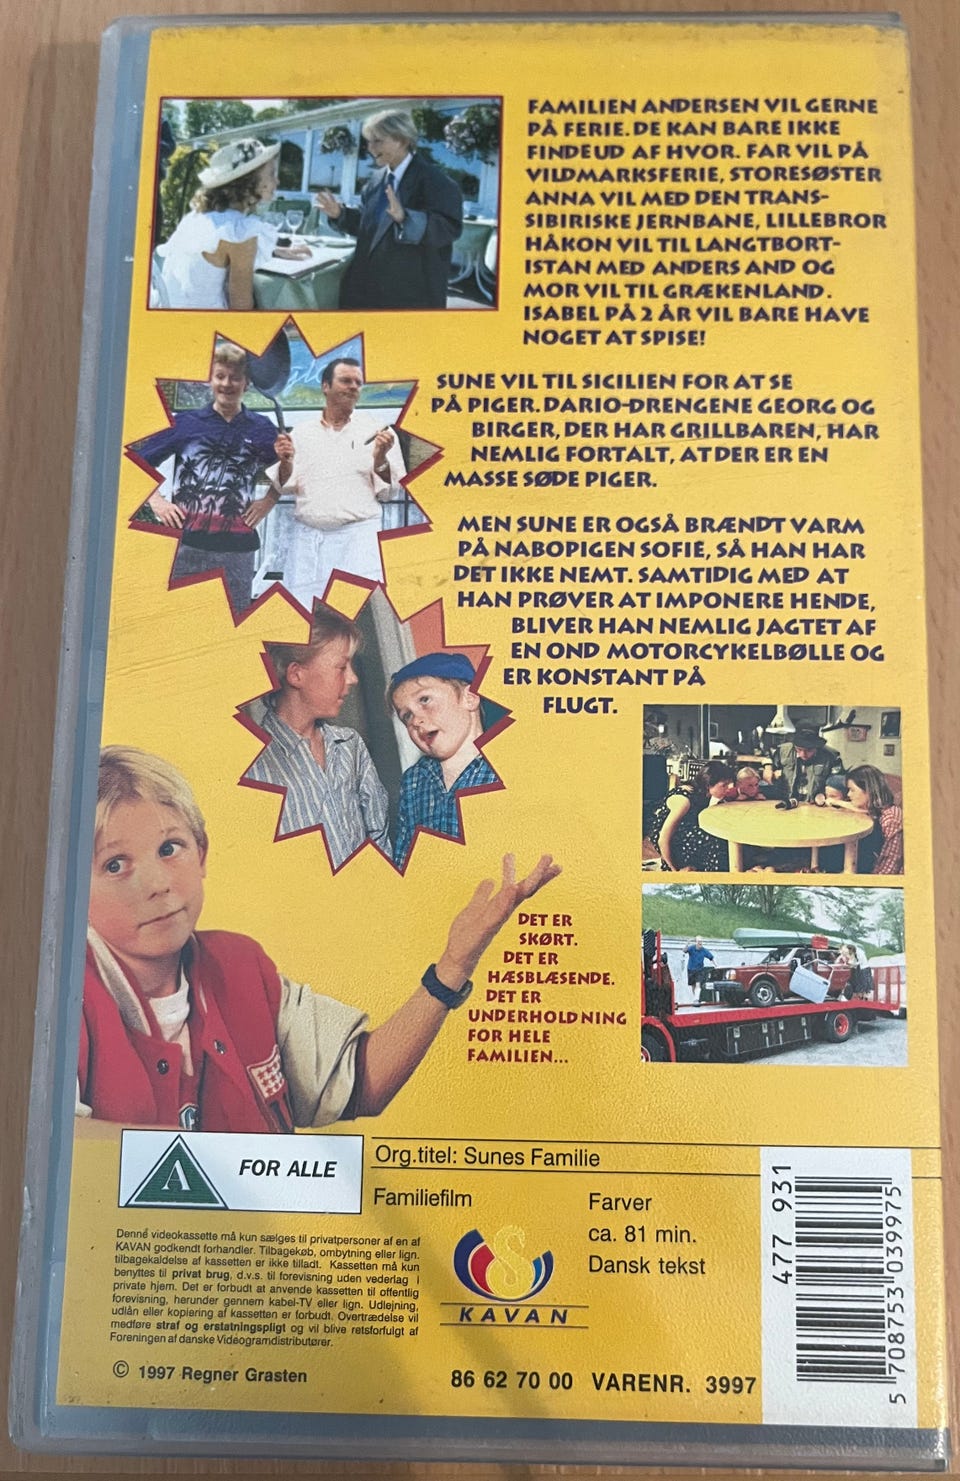 FAMILIEN ANDERSEN VIL GERNE
PÅ FERIE. DE KAN BARE IKKE
FINDE UD AF HVOR. FAR VIL PÅ
VILDMARKSFERIE, STORESØSTER
ANNA VIL MED DEN TRANS-
SIBIRISKE JERNBANE, LILLEBROR
HÅKON VIL TIL LANGTBORT-
ISTAN MED ANDERS AND OG
MOR VIL TIL GRÆKENLAND.
ISABEL PÅ 2 ÅR VIL BARE HAVE
NOGET AT SPISE!
SUNE VIL TIL SICILIEN FOR AT SE
PÅ PIGER. DARIO-DRENGENE GEORG OG
BIRGER, DER HAR GRILLBAREN, HAR
NEMLIG FORTALT, AT DER ER EN
MASSE SØDE PIGER.
MEN SUNE ER OGSÅ BRÆNDT VARM
PÅ NABOPIGEN SOFIE, SÅ HAN HAR
DET IKKE NEMT. SAMTIDIG MED AT
HAN PRØVER AT IMPONERE HENDE,
BLIVER HAN NEMLIG JAGTET AF
EN OND MOTORCYKELBØLLE OG
ER KONSTANT PÅ
FLUGT.
DET ER
SKØRT.
DET ER
HÆSBLÆSENDE.
DET ER
UNDERHOLDNING
FOR HELE
FAMILIEN...
A FOR ALLE
Org.titel: Sunes Familie
Familiefilm
Farver
ca. 81 min.
Dansk tekst
Denne videokassette må kun sælges til privatpersoner af en af
KAVAN godkendt forhandler. Tilbagekøb, ombytning eller lign.
tilbagekaldelse af kassetten er ikke tilladt. Kassetten må kun
benyttes til privat brug, d.v.s. til forevisning uden vederlag i
private hjem. Det er forbudt at anvende kassetten til offentlig
forevisning, herunder gennem kabel-TV eller lign. Udlejning,
udlån eller kopiering af kassetten er forbudt. Overtrædelse vil
medføre straf og erstatningspligt og vil blive retsforfulgt af
Foreningen af danske Videogramdistributører.
S
KAVAN
© 1997 Regner Grasten
86 62 70 00 VARENR. 3997
477 931
5 708753 039975